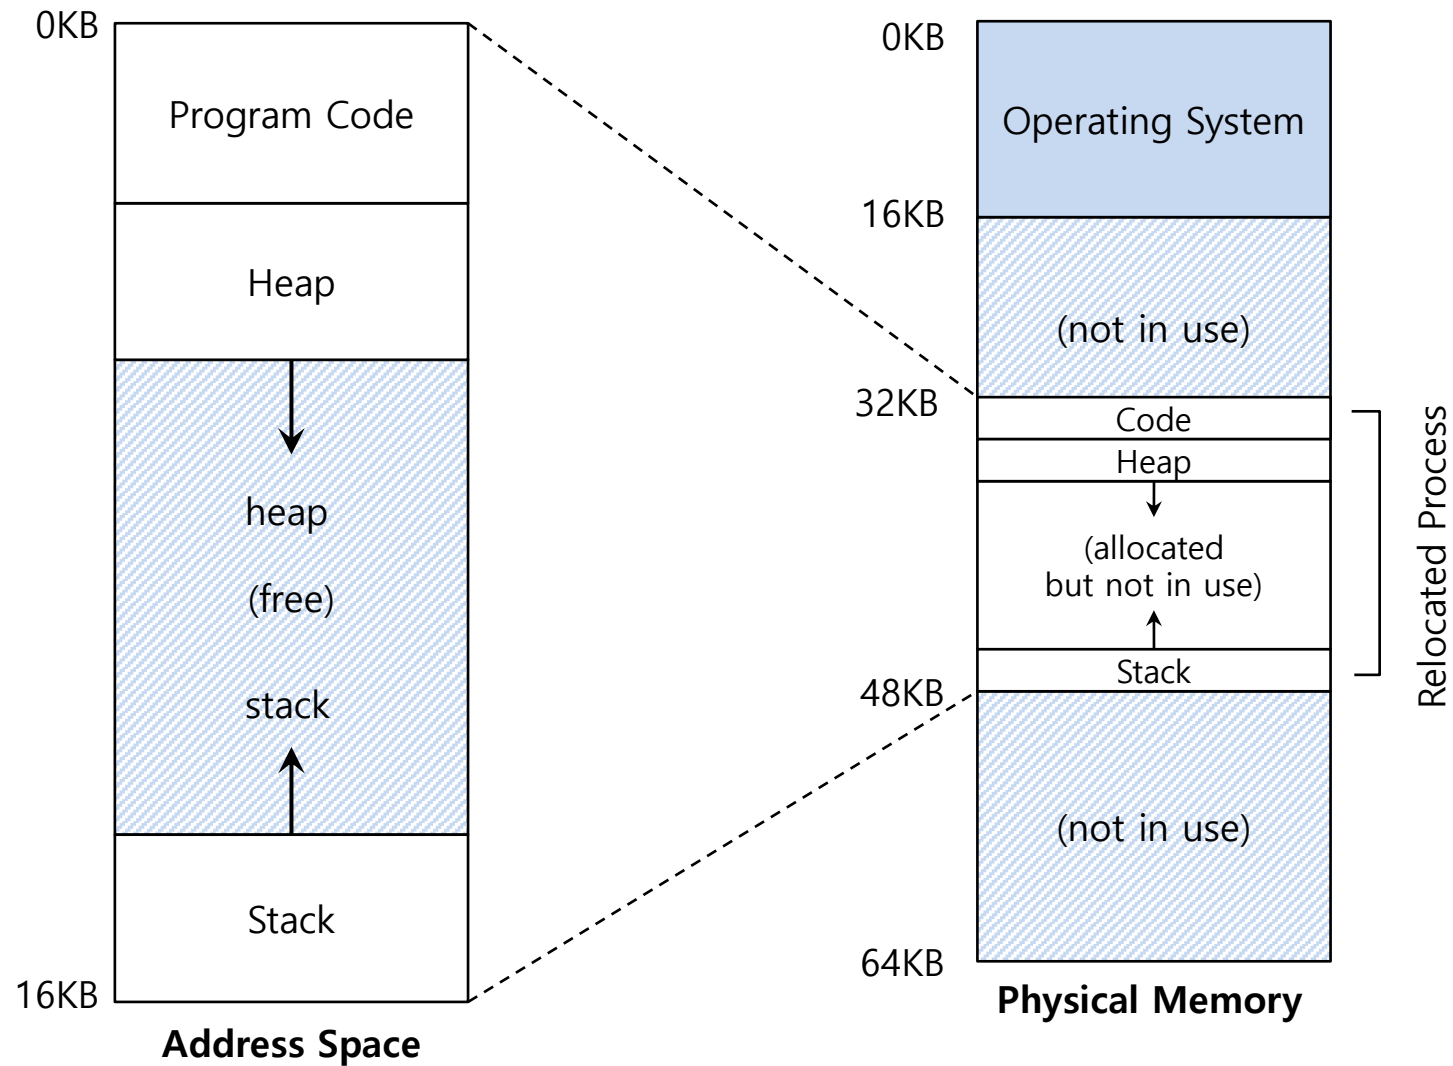 0KB
Program Code
Heap
heap
(free)
stack
Stack
16KB
Address Space
0KB
Operating System
16KB
(not in use)
32KB
Code
Heap
(allocated
but not in use)
Stack
48KB
(not in use)
64KB
Physical Memory
Relocated Process